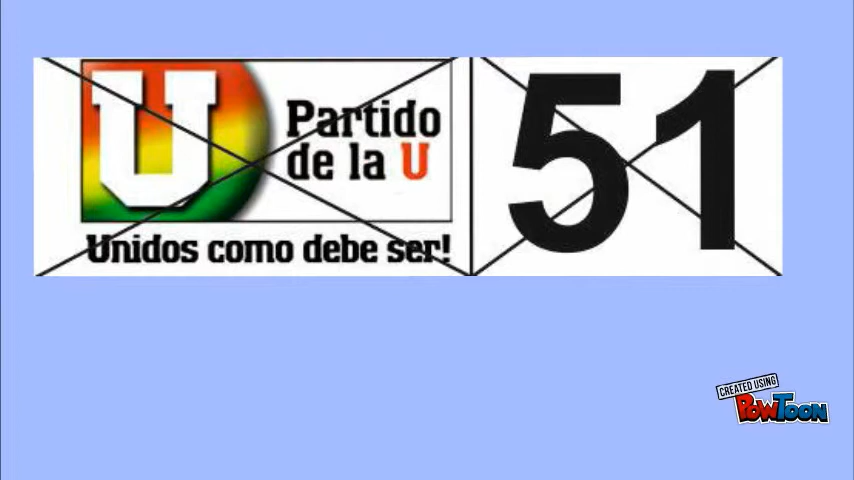 U
Partido
de la U
Unidos como debe ser!
51
CREATED USING
POWTOON